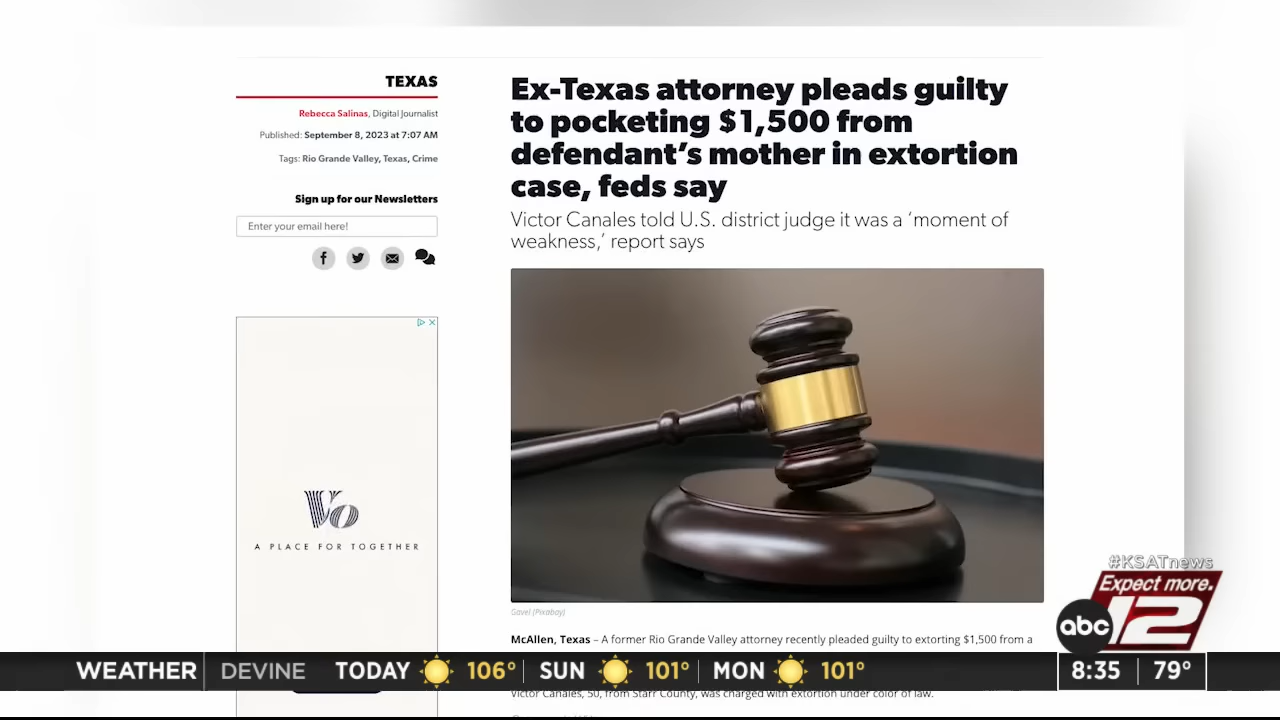 TEXAS
Rebecca Salinas, Digital Journalist
Published: September 8, 2023 at 7:07 AM
Tags: Rio Grande Valley, Texas, Crime
Sign up for our Newsletters
Enter your email here!
A PLACE FOR TOGETHER
Ex-Texas attorney pleads guilty
to pocketing $1,500 from
defendant's mother in extortion
case, feds say
Victor Canales told U.S. district judge it was a ‘moment of
weakness,’ report says
Gavel (Pixabay)
McAllen, Texas – A former Rio Grande Valley attorney recently pleaded guilty to extorting $1,500 from a
Victor Canales, 50, from Starr County, was charged with extortion under color of law.
#KSATnews
Expect more.
abc 12
WEATHER DEVINE TODAY 106° SUN 101° MON 101° 8:35 79°